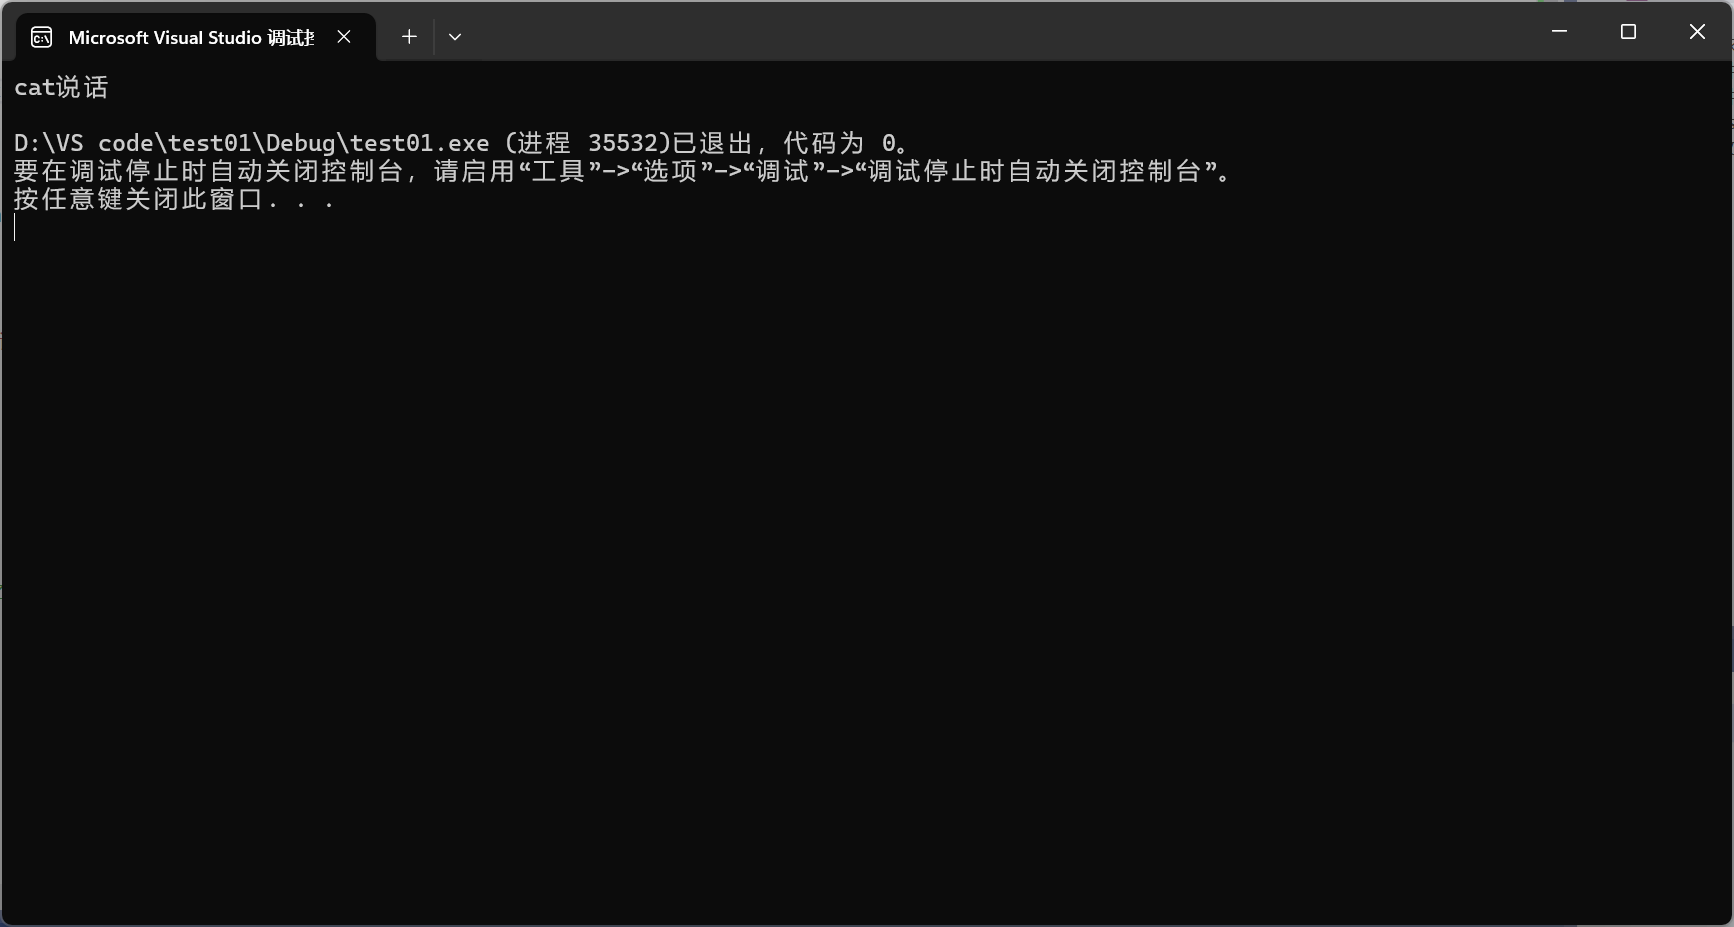 Microsoft Visual Studio 调试
cat说话
D:\VS code\test01\Debug\test01.exe (进程 35532)已退出，代码为 0。
要在调试停止时自动关闭控制台，请启用“工具”->“选项”->“调试”->“调试停止时自动关闭控制台”。
按任意键关闭此窗口. . .